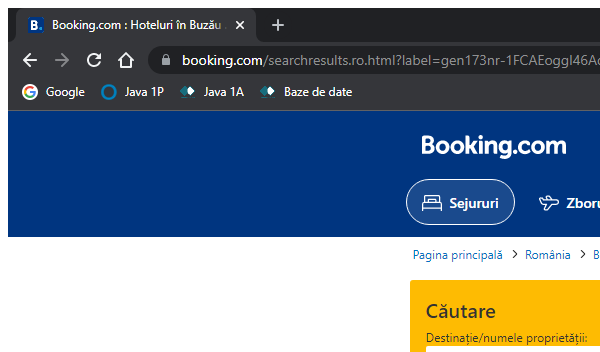 B. Booking.com : Hoteluri în Buzău
booking.com/searchresults.ro.html?label=gen173nr-1FCAEoggI46A
Google Java 1P Java 1A Baze de date
Booking.com
Sejururi Zboru
Pagina principală > România > B
Căutare
Destinație/numele proprietății: